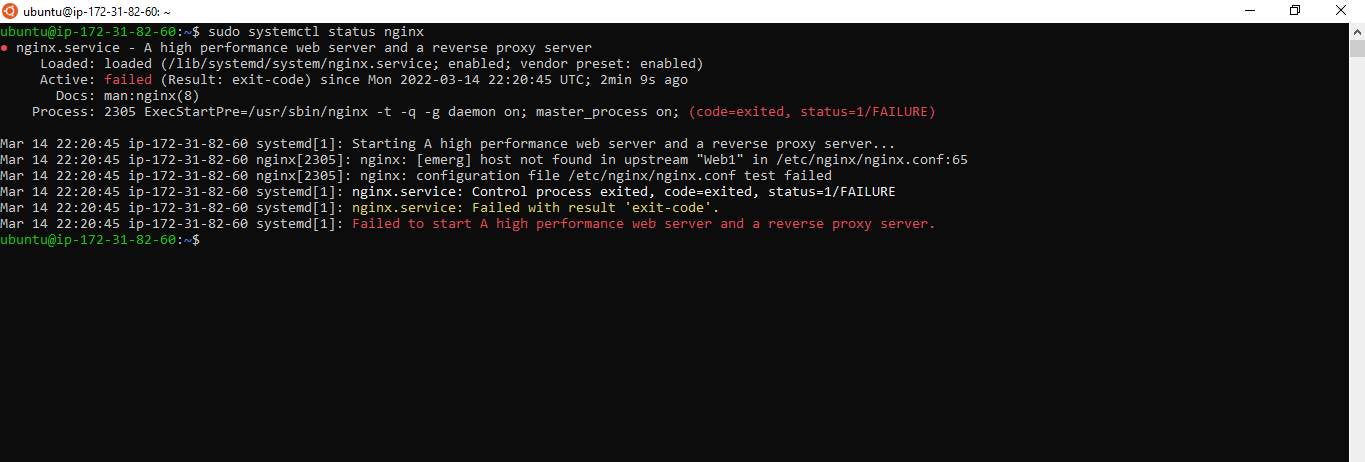 ubuntu@ip-172-31-82-60: ~
ubuntu@ip-172-31-82-60:~$ sudo systemctl status nginx
● nginx.service - A high performance web server and a reverse proxy server
Loaded: loaded (/lib/systemd/system/nginx.service; enabled; vendor preset: enabled)
Active: failed (Result: exit-code) since Mon 2022-03-14 22:20:45 UTC; 2min 9s ago
Docs: man:nginx(8)
Process: 2305 ExecStartPre=/usr/sbin/nginx -t -q -g daemon on; master_process on; (code=exited, status=1/FAILURE)
Mar 14 22:20:45 ip-172-31-82-60 systemd[1]: Starting A high performance web server and a reverse proxy server...
Mar 14 22:20:45 ip-172-31-82-60 nginx[2305]: nginx: [emerg] host not found in upstream "Web1" in /etc/nginx/nginx.conf:65
Mar 14 22:20:45 ip-172-31-82-60 nginx[2305]: nginx: configuration file /etc/nginx/nginx.conf test failed
Mar 14 22:20:45 ip-172-31-82-60 systemd[1]: nginx.service: Control process exited, code=exited, status=1/FAILURE
Mar 14 22:20:45 ip-172-31-82-60 systemd[1]: nginx.service: Failed with result 'exit-code'.
Mar 14 22:20:45 ip-172-31-82-60 systemd[1]: Failed to start A high performance web server and a reverse proxy server.
ubuntu@ip-172-31-82-60:~$